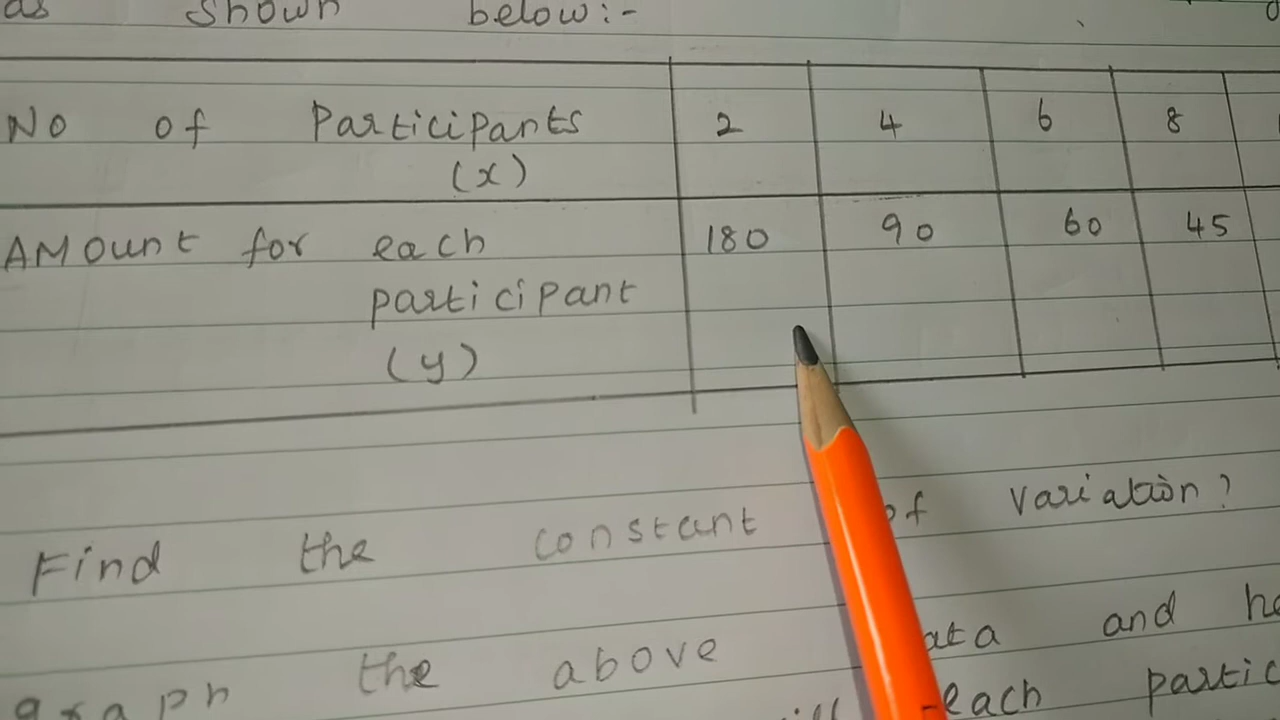 as shown below:-
No of Participants 2 4 6 8
(x)
AMount for each 180 90 60 45
participant
(y)
Find the constant of variation?
graph the above and
each